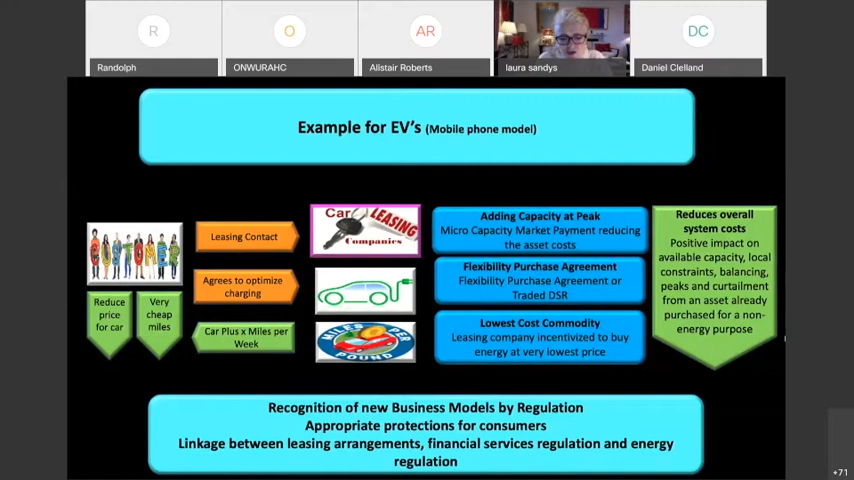 R
O
AR
DC
Randolph
ONWURAHC
Alistair Roberts
laura sandys
Daniel Clelland
Example for EV's (Mobile phone model)
CUSTOMER
Reduce
price
for car
Very
cheap
miles
Leasing Contact
Agrees to optimize
charging
Car Plus x Miles per
Week
Car LEASING
Companies
MILES PER
POUND
Adding Capacity at Peak
Micro Capacity Market Payment reducing
the asset costs
Flexibility Purchase Agreement
Flexibility Purchase Agreement or
Traded DSR
Lowest Cost Commodity
Leasing company incentivized to buy
energy at very lowest price
Reduces overall
system costs
Positive impact on
available capacity, local
constraints, balancing,
peaks and curtailment
from an asset already
purchased for a non-
energy purpose
Recognition of new Business Models by Regulation
Appropriate protections for consumers
Linkage between leasing arrangements, financial services regulation and energy
regulation
+71